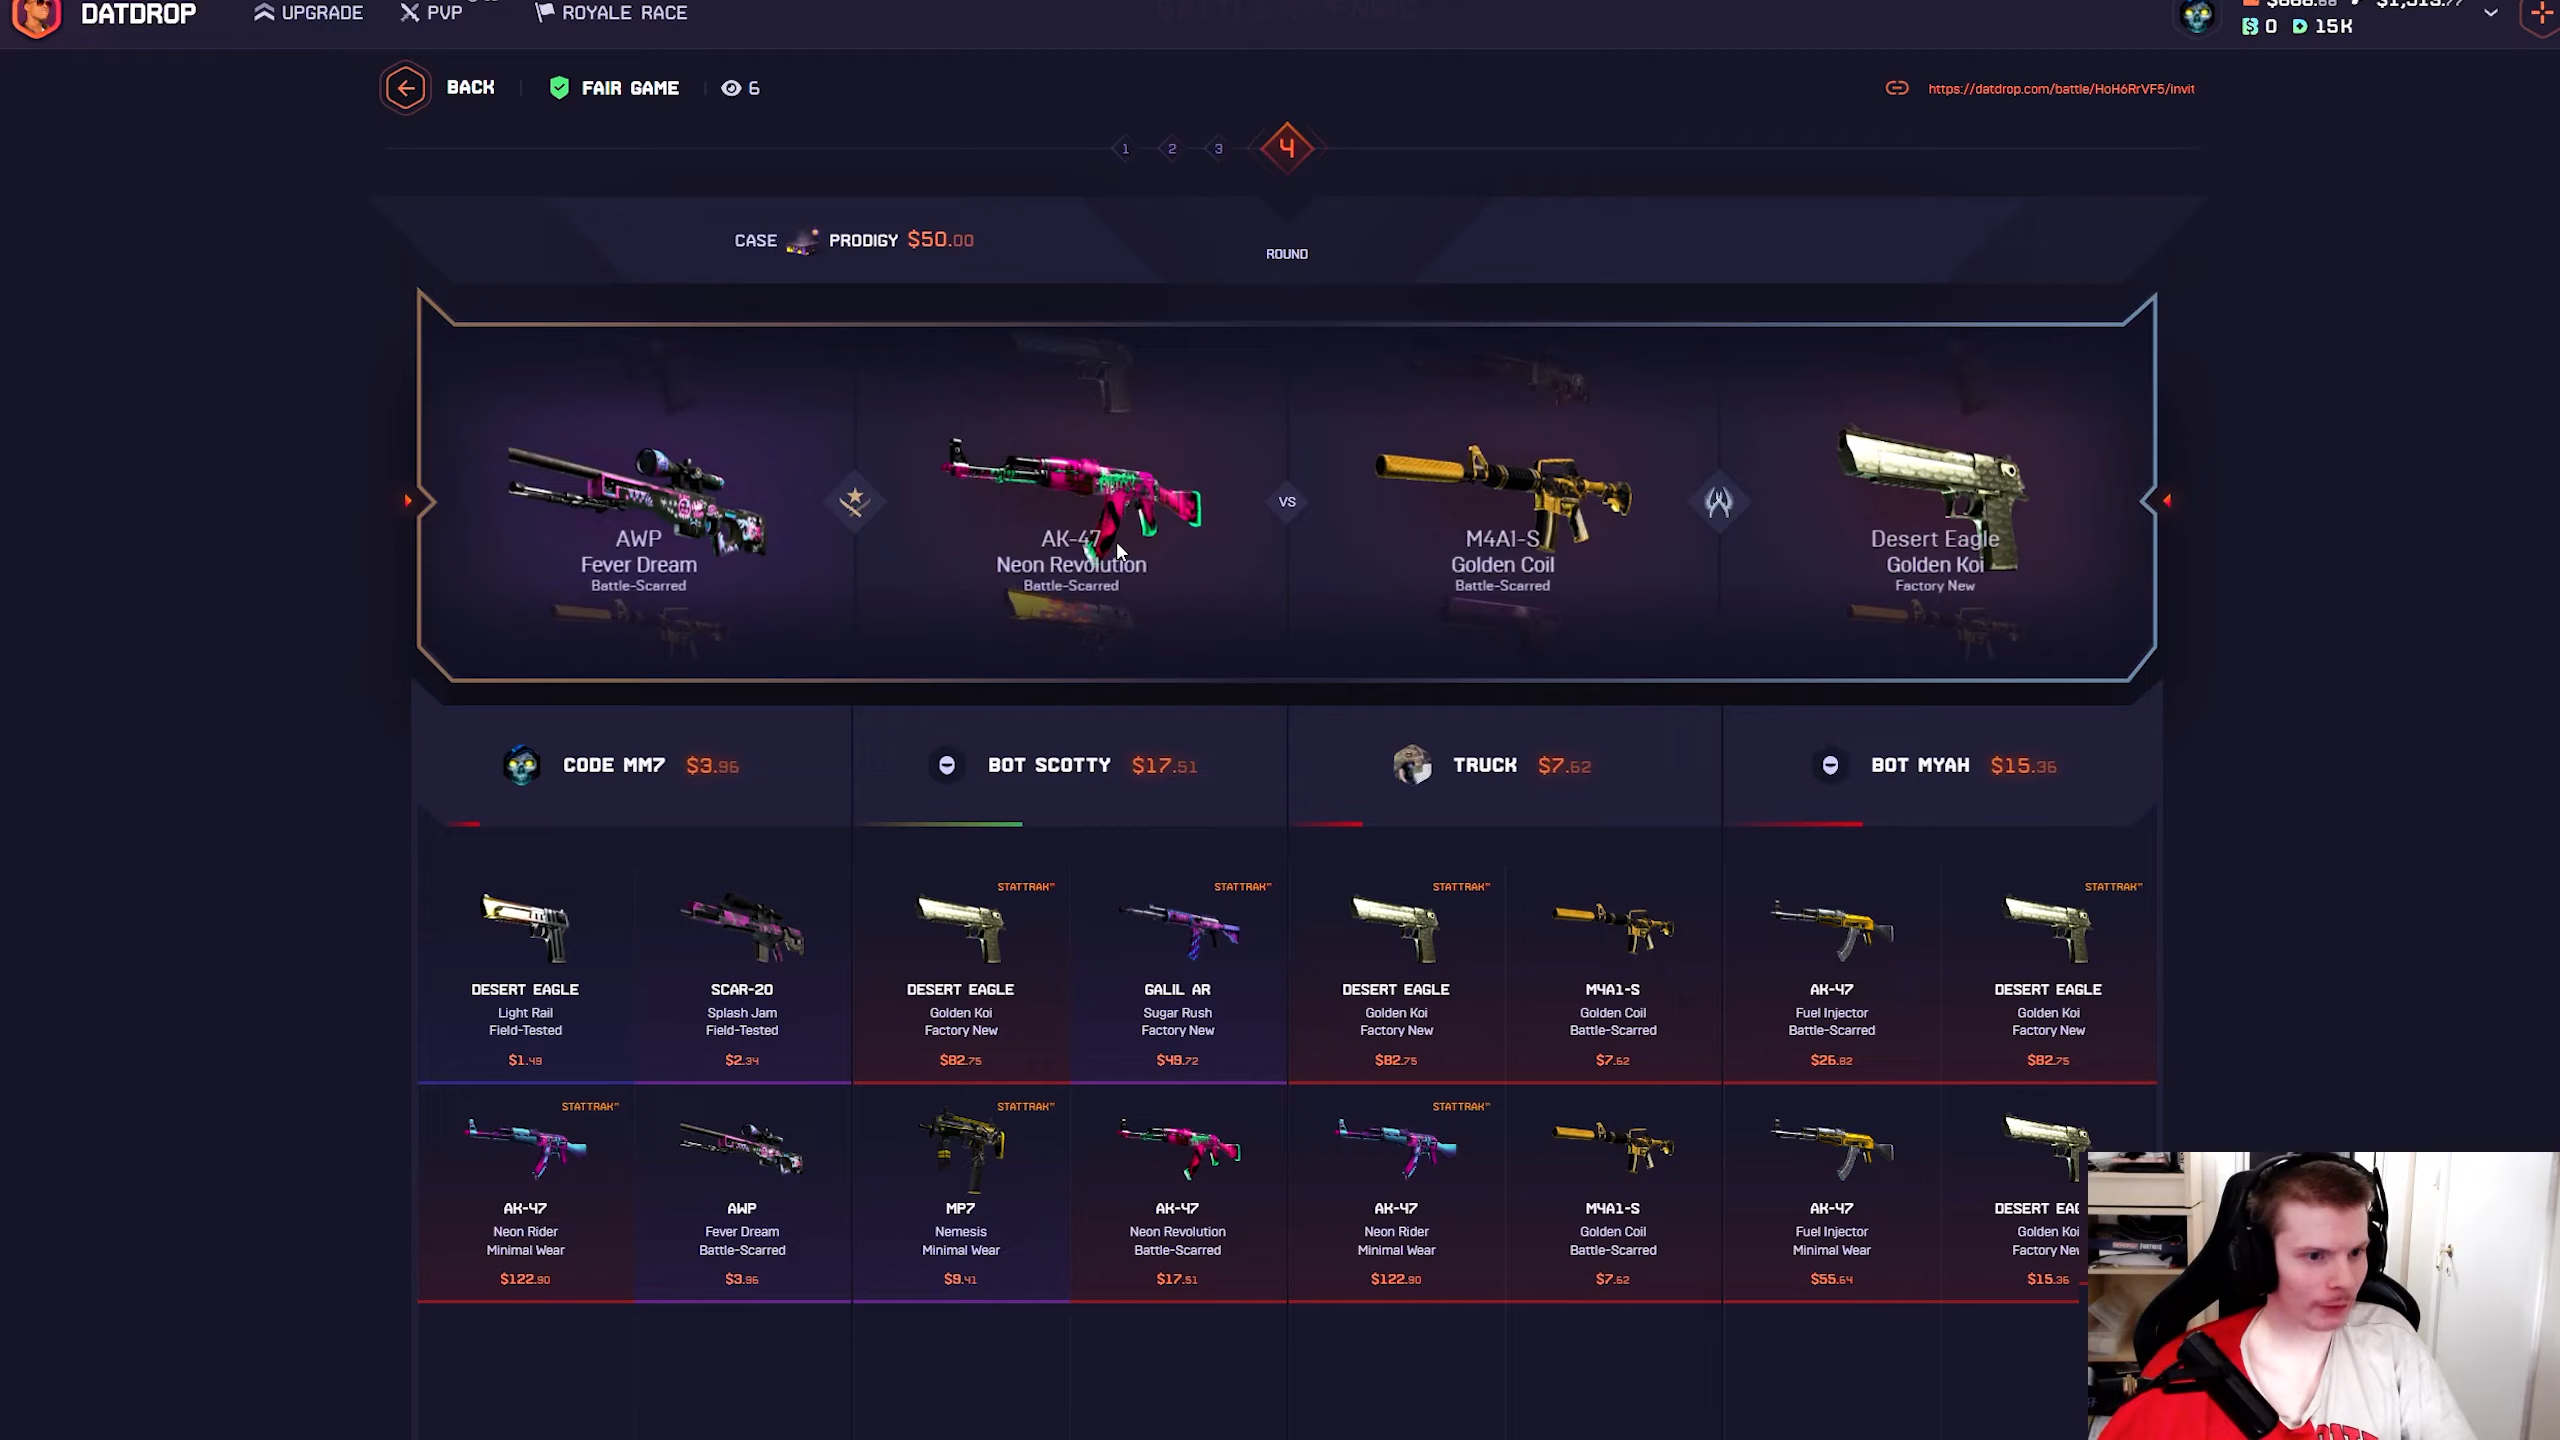 DATDROP
UPGRADE
PVP
ROYALE RACE
0 15K
BACK
FAIR GAME
6
https://datdrop.com/battle/HoH6RrVF5/invit
1 2 3 4
CASE PRODIGY $50.00
ROUND
AWP
Fever Dream
Battle-Scarred
AK-47
Neon Revolution
Battle-Scarred
VS
M4A1-S
Golden Coil
Battle-Scarred
Desert Eagle
Golden Koi
Factory New
CODE MM7 $3.96
BOT SCOTTY $17.51
TRUCK $7.62
BOT MYAH $15.36
DESERT EAGLE
Light Rail
Field-Tested
$1.49
SCAR-20
Splash Jam
Field-Tested
$2.34
STATTRAK™
DESERT EAGLE
Golden Koi
Factory New
$82.75
STATTRAK™
GALIL AR
Sugar Rush
Factory New
$49.72
STATTRAK™
DESERT EAGLE
Golden Koi
Factory New
$82.75
M4A1-S
Golden Coil
Battle-Scarred
$7.62
AK-47
Fuel Injector
Battle-Scarred
$26.82
STATTRAK™
DESERT EAGLE
Golden Koi
Factory New
$82.75
STATTRAK™
AK-47
Neon Rider
Minimal Wear
$122.90
AWP
Fever Dream
Battle-Scarred
$3.96
STATTRAK™
MP7
Nemesis
Minimal Wear
$9.41
AK-47
Neon Revolution
Battle-Scarred
$17.51
STATTRAK™
AK-47
Neon Rider
Minimal Wear
$122.90
M4A1-S
Golden Coil
Battle-Scarred
$7.62
AK-47
Fuel Injector
Minimal Wear
$55.64
DESERT EAG
Golden Koi
Factory New
$15.36